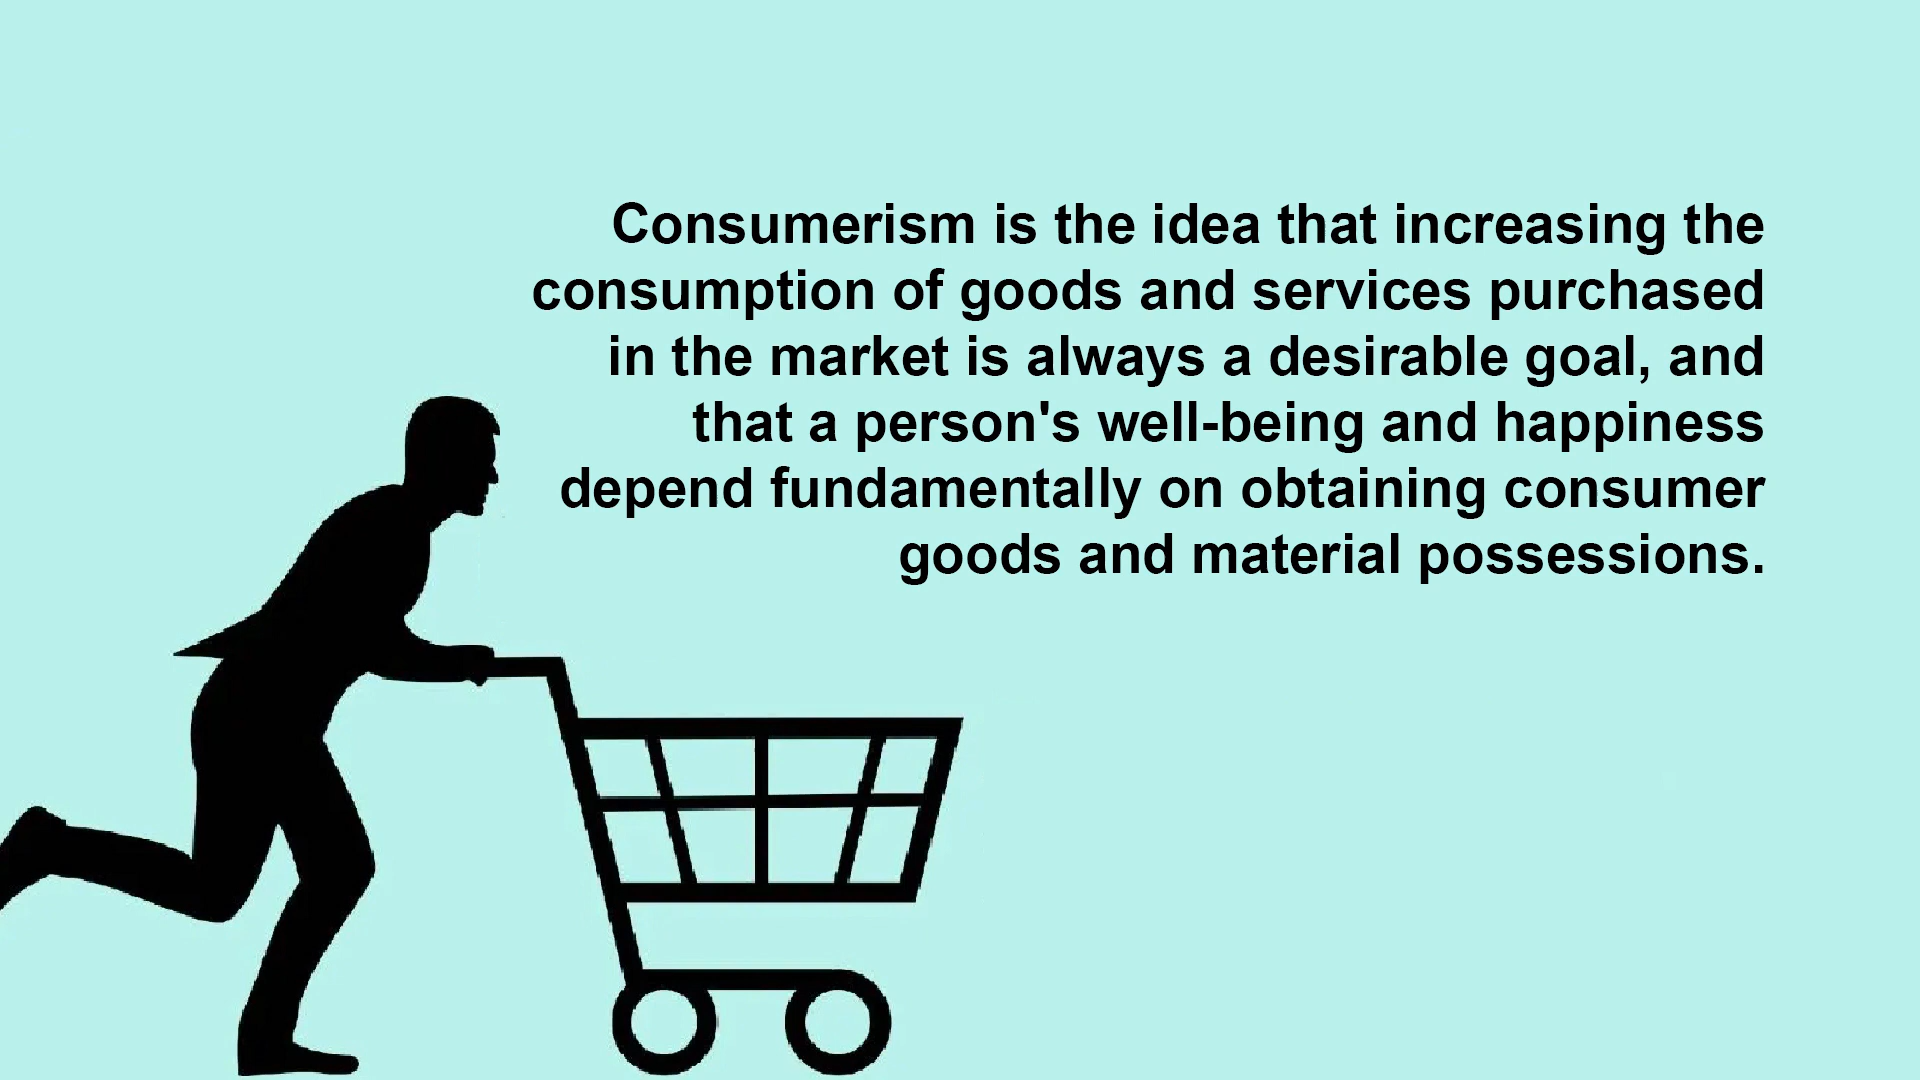 Consumerism is the idea that increasing the
consumption of goods and services purchased
in the market is always a desirable goal, and
that a person's well-being and happiness
depend fundamentally on obtaining consumer
goods and material possessions.